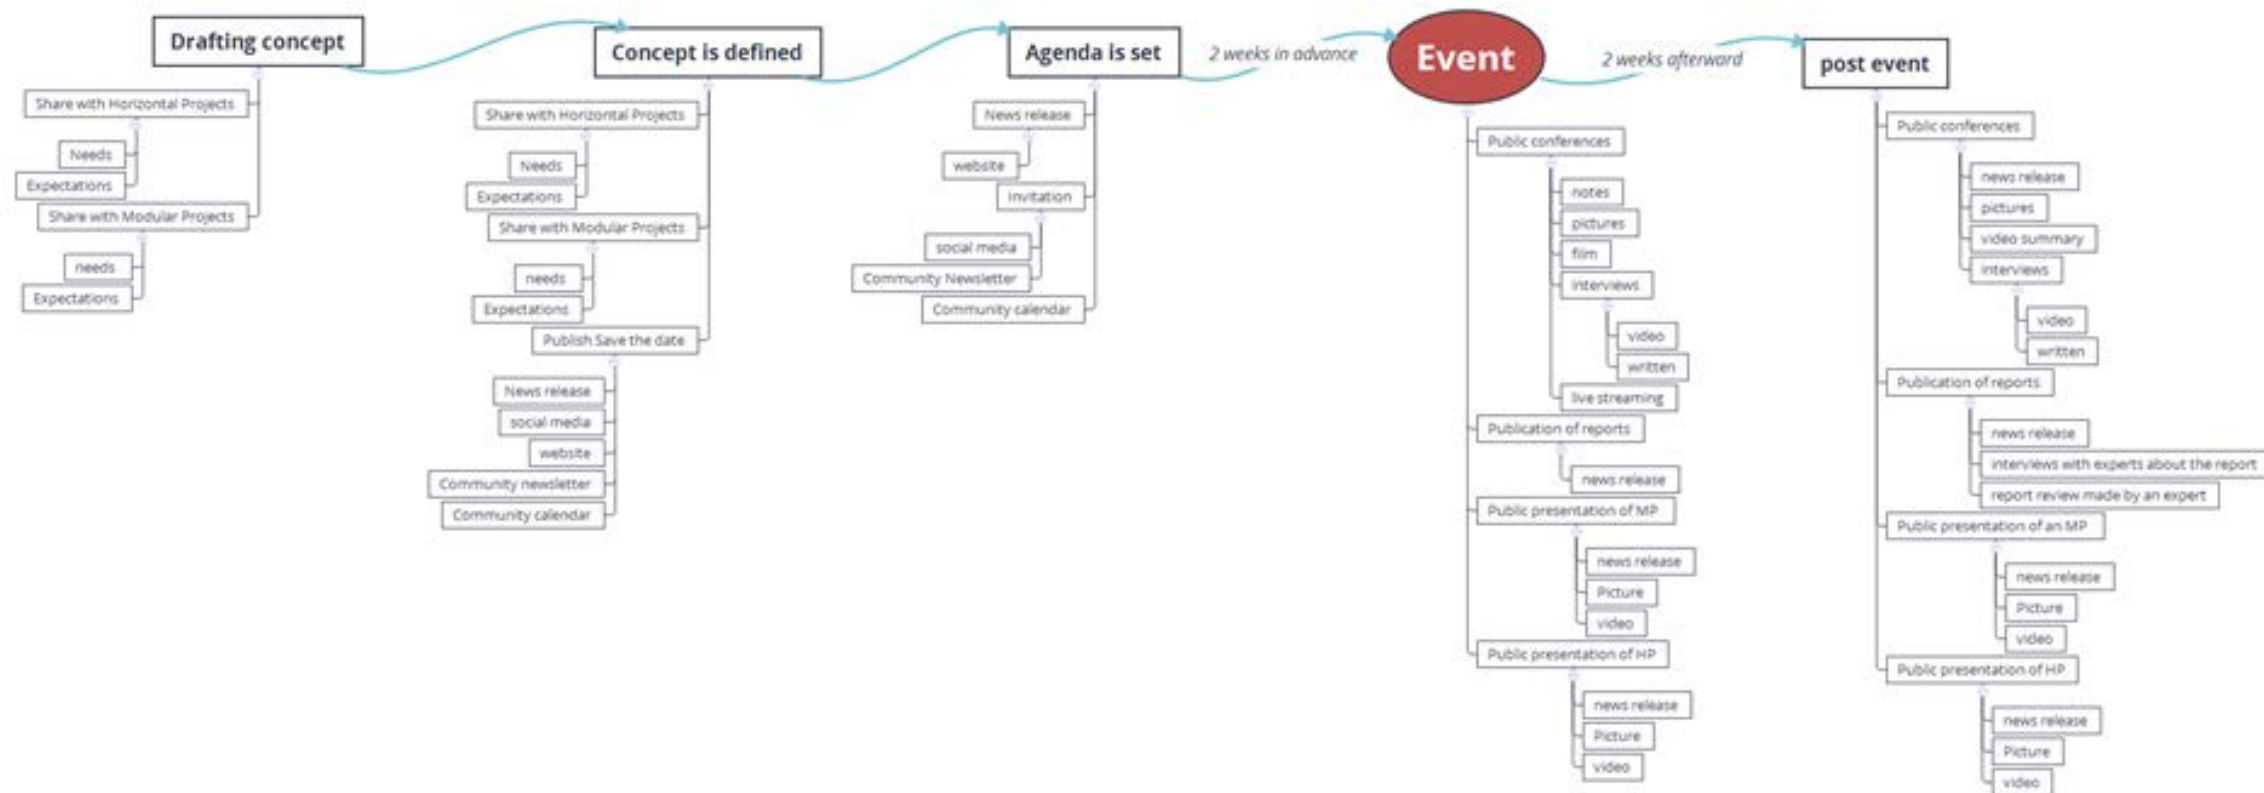 Drafting concept
Share with Horizontal Projects
Needs
Expectations
Share with Modular Projects
needs
Expectations
Concept is defined
Share with Horizontal Projects
Needs
Expectations
Share with Modular Projects
needs
Expectations
Publish Save the date
News release
social media
website
Community newsletter
Community calendar
Agenda is set
News release
website
Invitation
social media
Community Newsletter
Community calendar
2 weeks in advance
Event
Public conferences
notes
pictures
film
interviews
video
written
live streaming
Publication of reports
news release
Public presentation of MP
news release
Picture
video
Public presentation of HP
news release
Picture
video
2 weeks afterward
post event
Public conferences
news release
pictures
video summary
interviews
video
written
Publication of reports
news release
interviews with experts about the report
report review made by an expert
Public presentation of an MP
news release
Picture
video
Public presentation of HP
news release
Picture
video